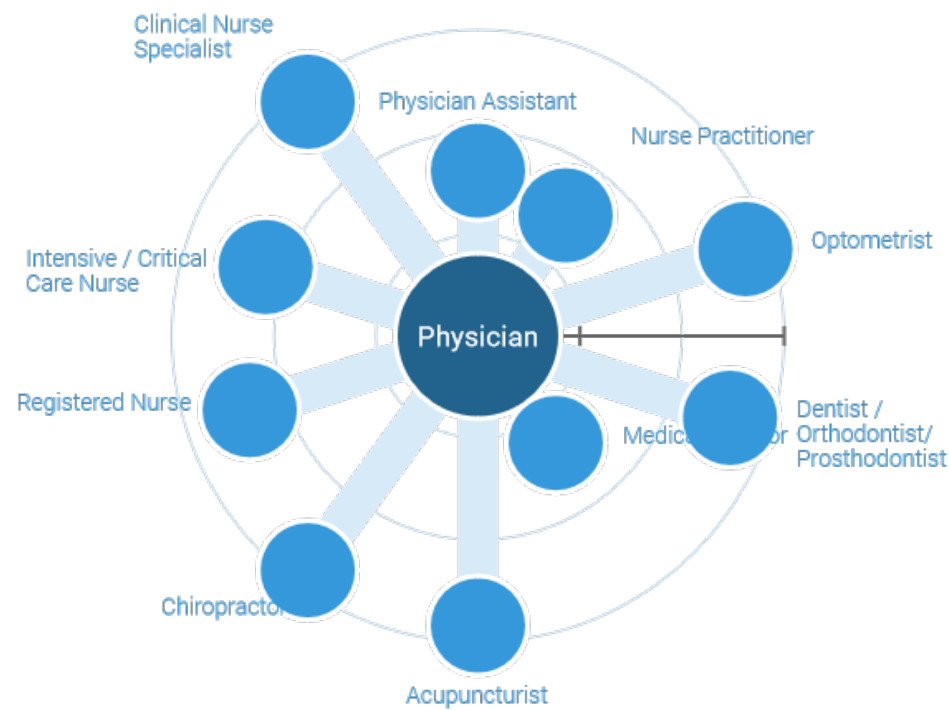 Clinical Nurse
Specialist
Physician Assistant
Nurse Practitioner
Optometrist
Intensive / Critical
Care Nurse
Physician
Registered Nurse
Dentist /
Orthodontist/
Prosthodontist
Chiropractor
Acupuncturist